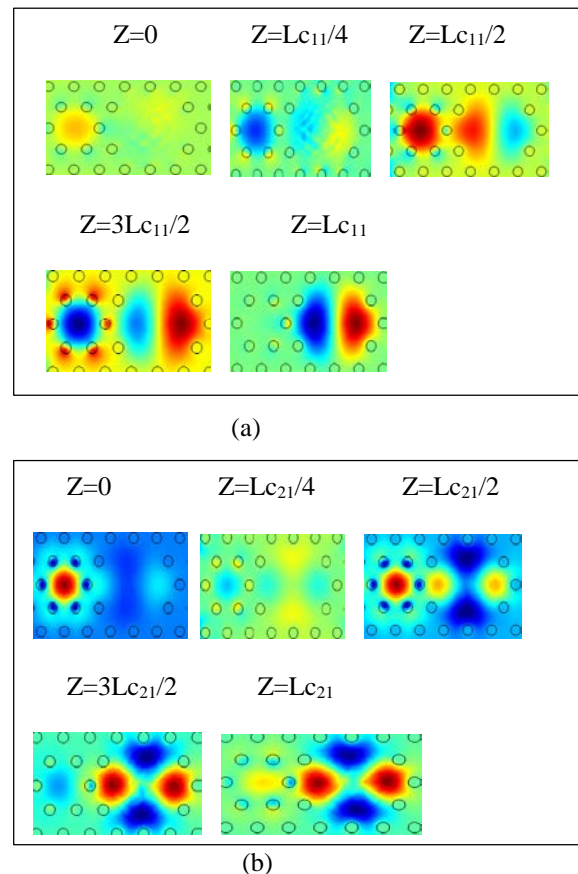 Z=0 Z=Lc₁₁/4 Z=Lc₁₁/2
Z=3Lc₁₁/2 Z=Lc₁₁
(a)
Z=0 Z=Lc₂₁/4 Z=Lc₂₁/2
Z=3Lc₂₁/2 Z=Lc₂₁
(b)